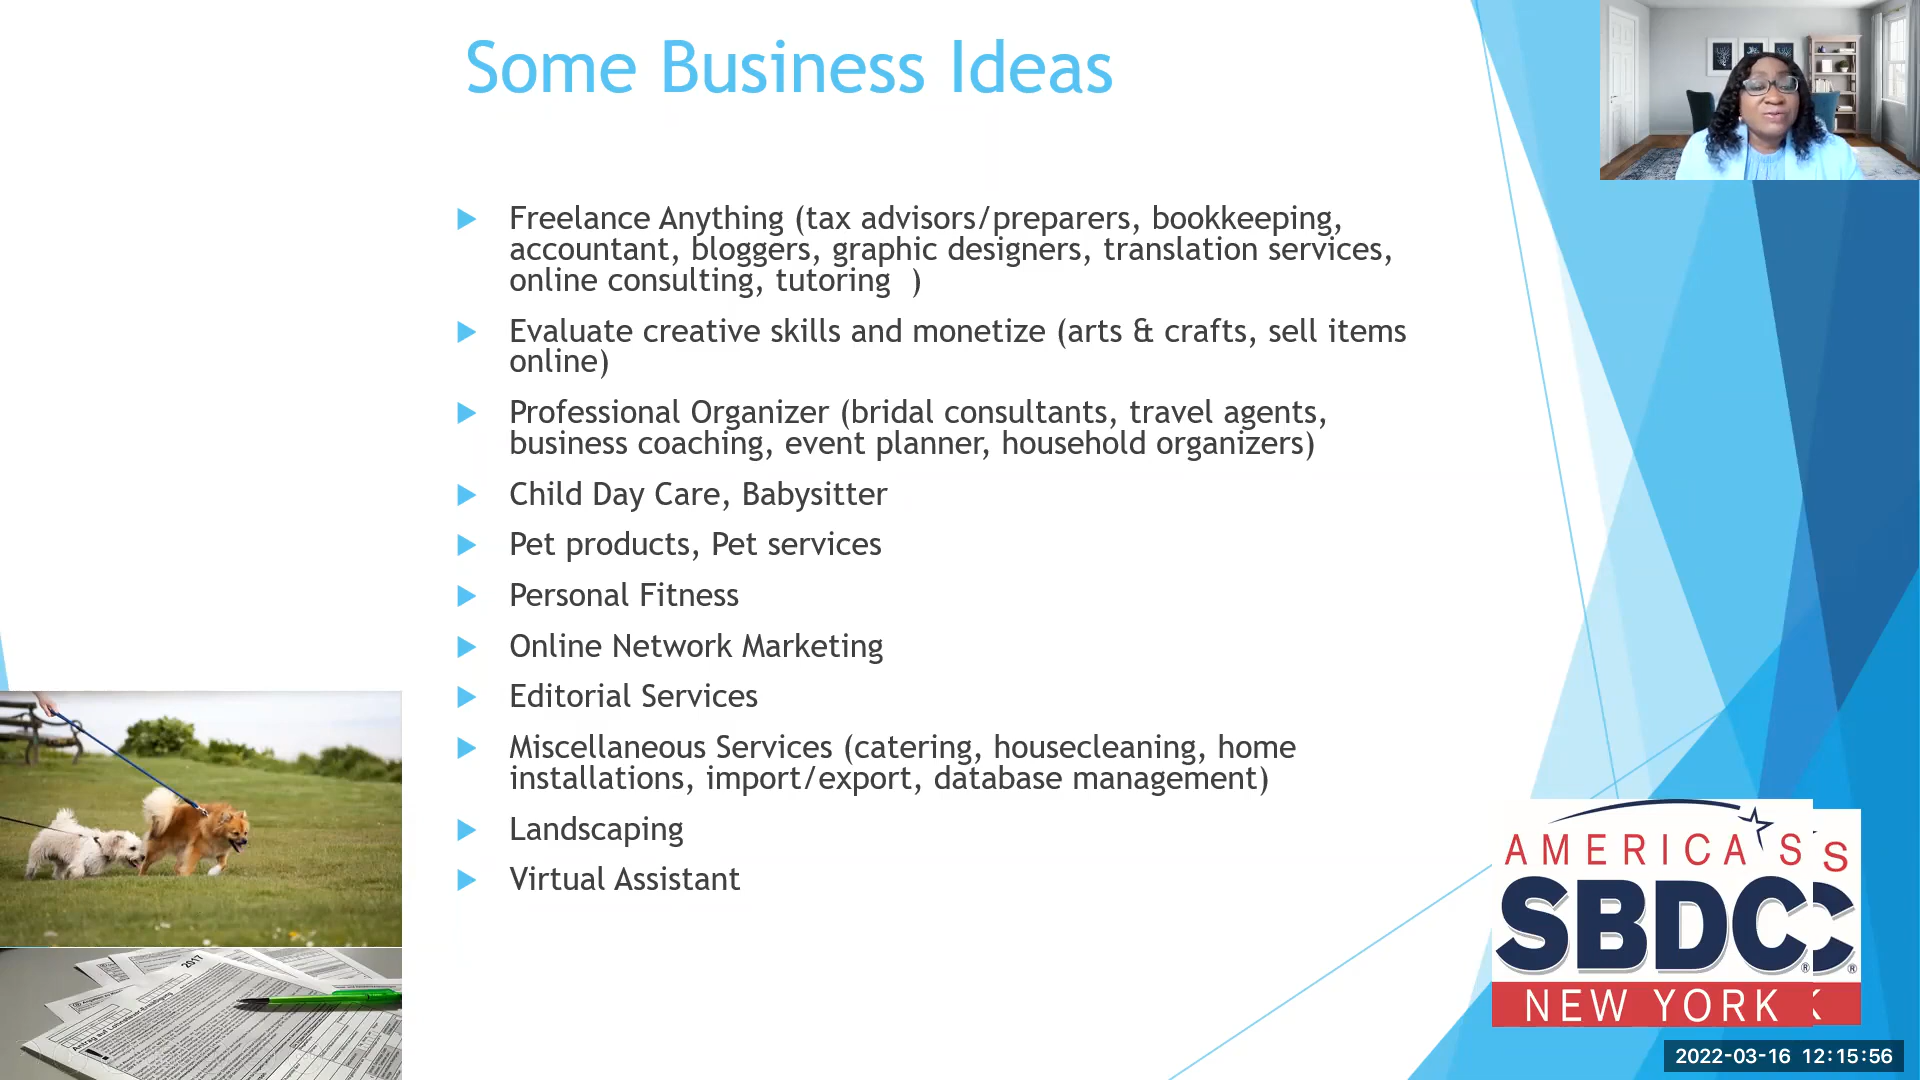 Some Business Ideas
Freelance Anything (tax advisors/preparers, bookkeeping,
accountant, bloggers, graphic designers, translation services,
online consulting, tutoring  )
Evaluate creative skills and monetize (arts & crafts, sell items
online)
Professional Organizer (bridal consultants, travel agents,
business coaching, event planner, household organizers)
Child Day Care, Babysitter
Pet products, Pet services
Personal Fitness
Online Network Marketing
Editorial Services
Miscellaneous Services (catering, housecleaning, home
installations, import/export, database management)
Landscaping
Virtual Assistant
2017
AMERICA'S S
SBDC® C®
NEW YORK K
2022-03-16 12:15:56